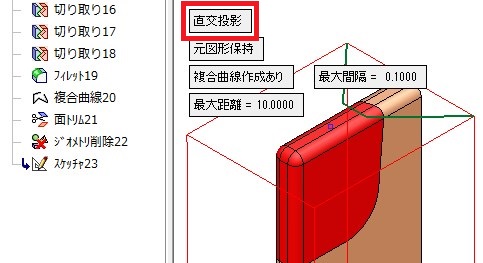 切り取り16
切り取り17
切り取り18
フィレット19
複合曲線20
面トリム21
ジオメトリ削除22
スケッチャ23
直交投影
元図形保持
複合曲線作成あり 最大間隔 = 0.1000
最大距離 = 10.0000